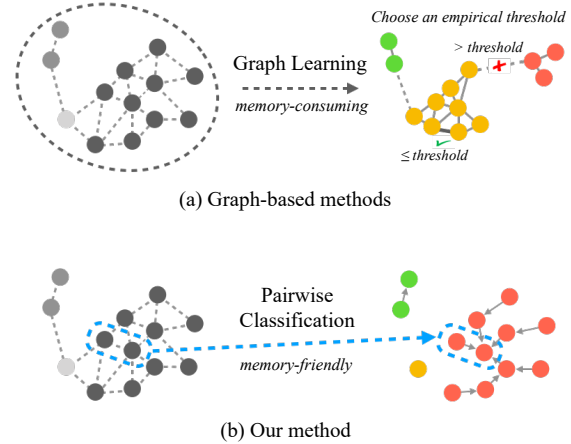 Choose an empirical threshold
> threshold
Graph Learning
memory-consuming
≤ threshold
(a) Graph-based methods
Pairwise
Classification
memory-friendly
(b) Our method